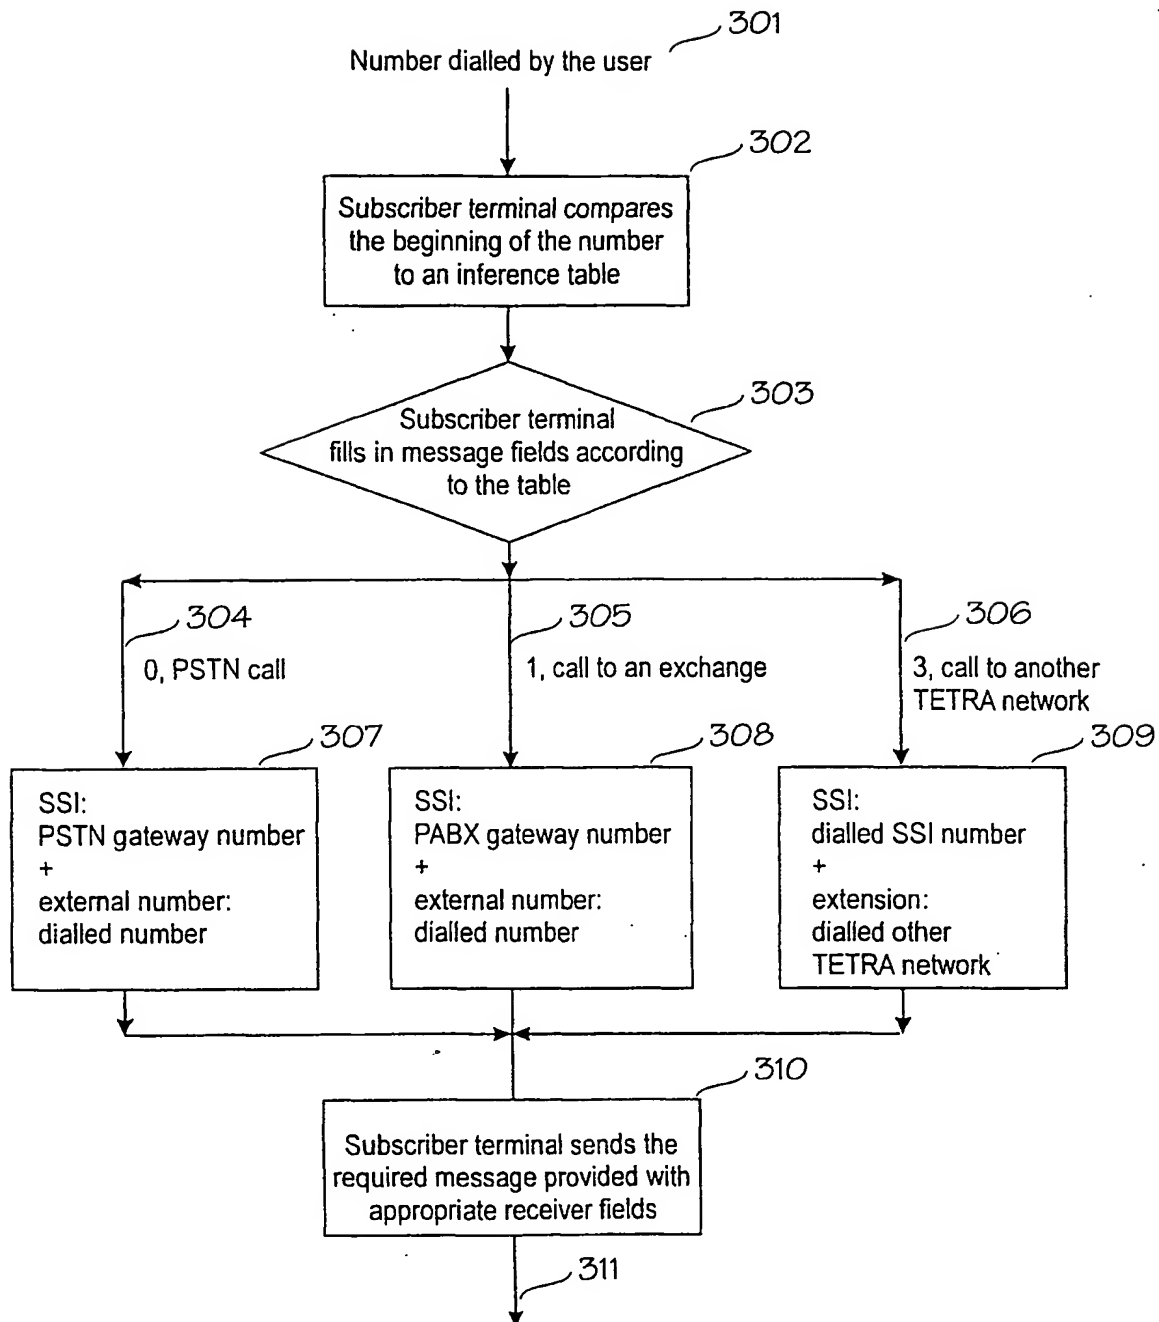 301
Number dialled by the user
302
Subscriber terminal compares
the beginning of the number
to an inference table
303
Subscriber terminal
fills in message fields according
to the table
304
0, PSTN call
305
1, call to an exchange
306
3, call to another
TETRA network
307
SSI:
PSTN gateway number
+
external number:
dialled number
308
SSI:
PABX gateway number
+
external number:
dialled number
309
SSI:
dialled SSI number
+
extension:
dialled other
TETRA network
310
Subscriber terminal sends the
required message provided with
appropriate receiver fields
311